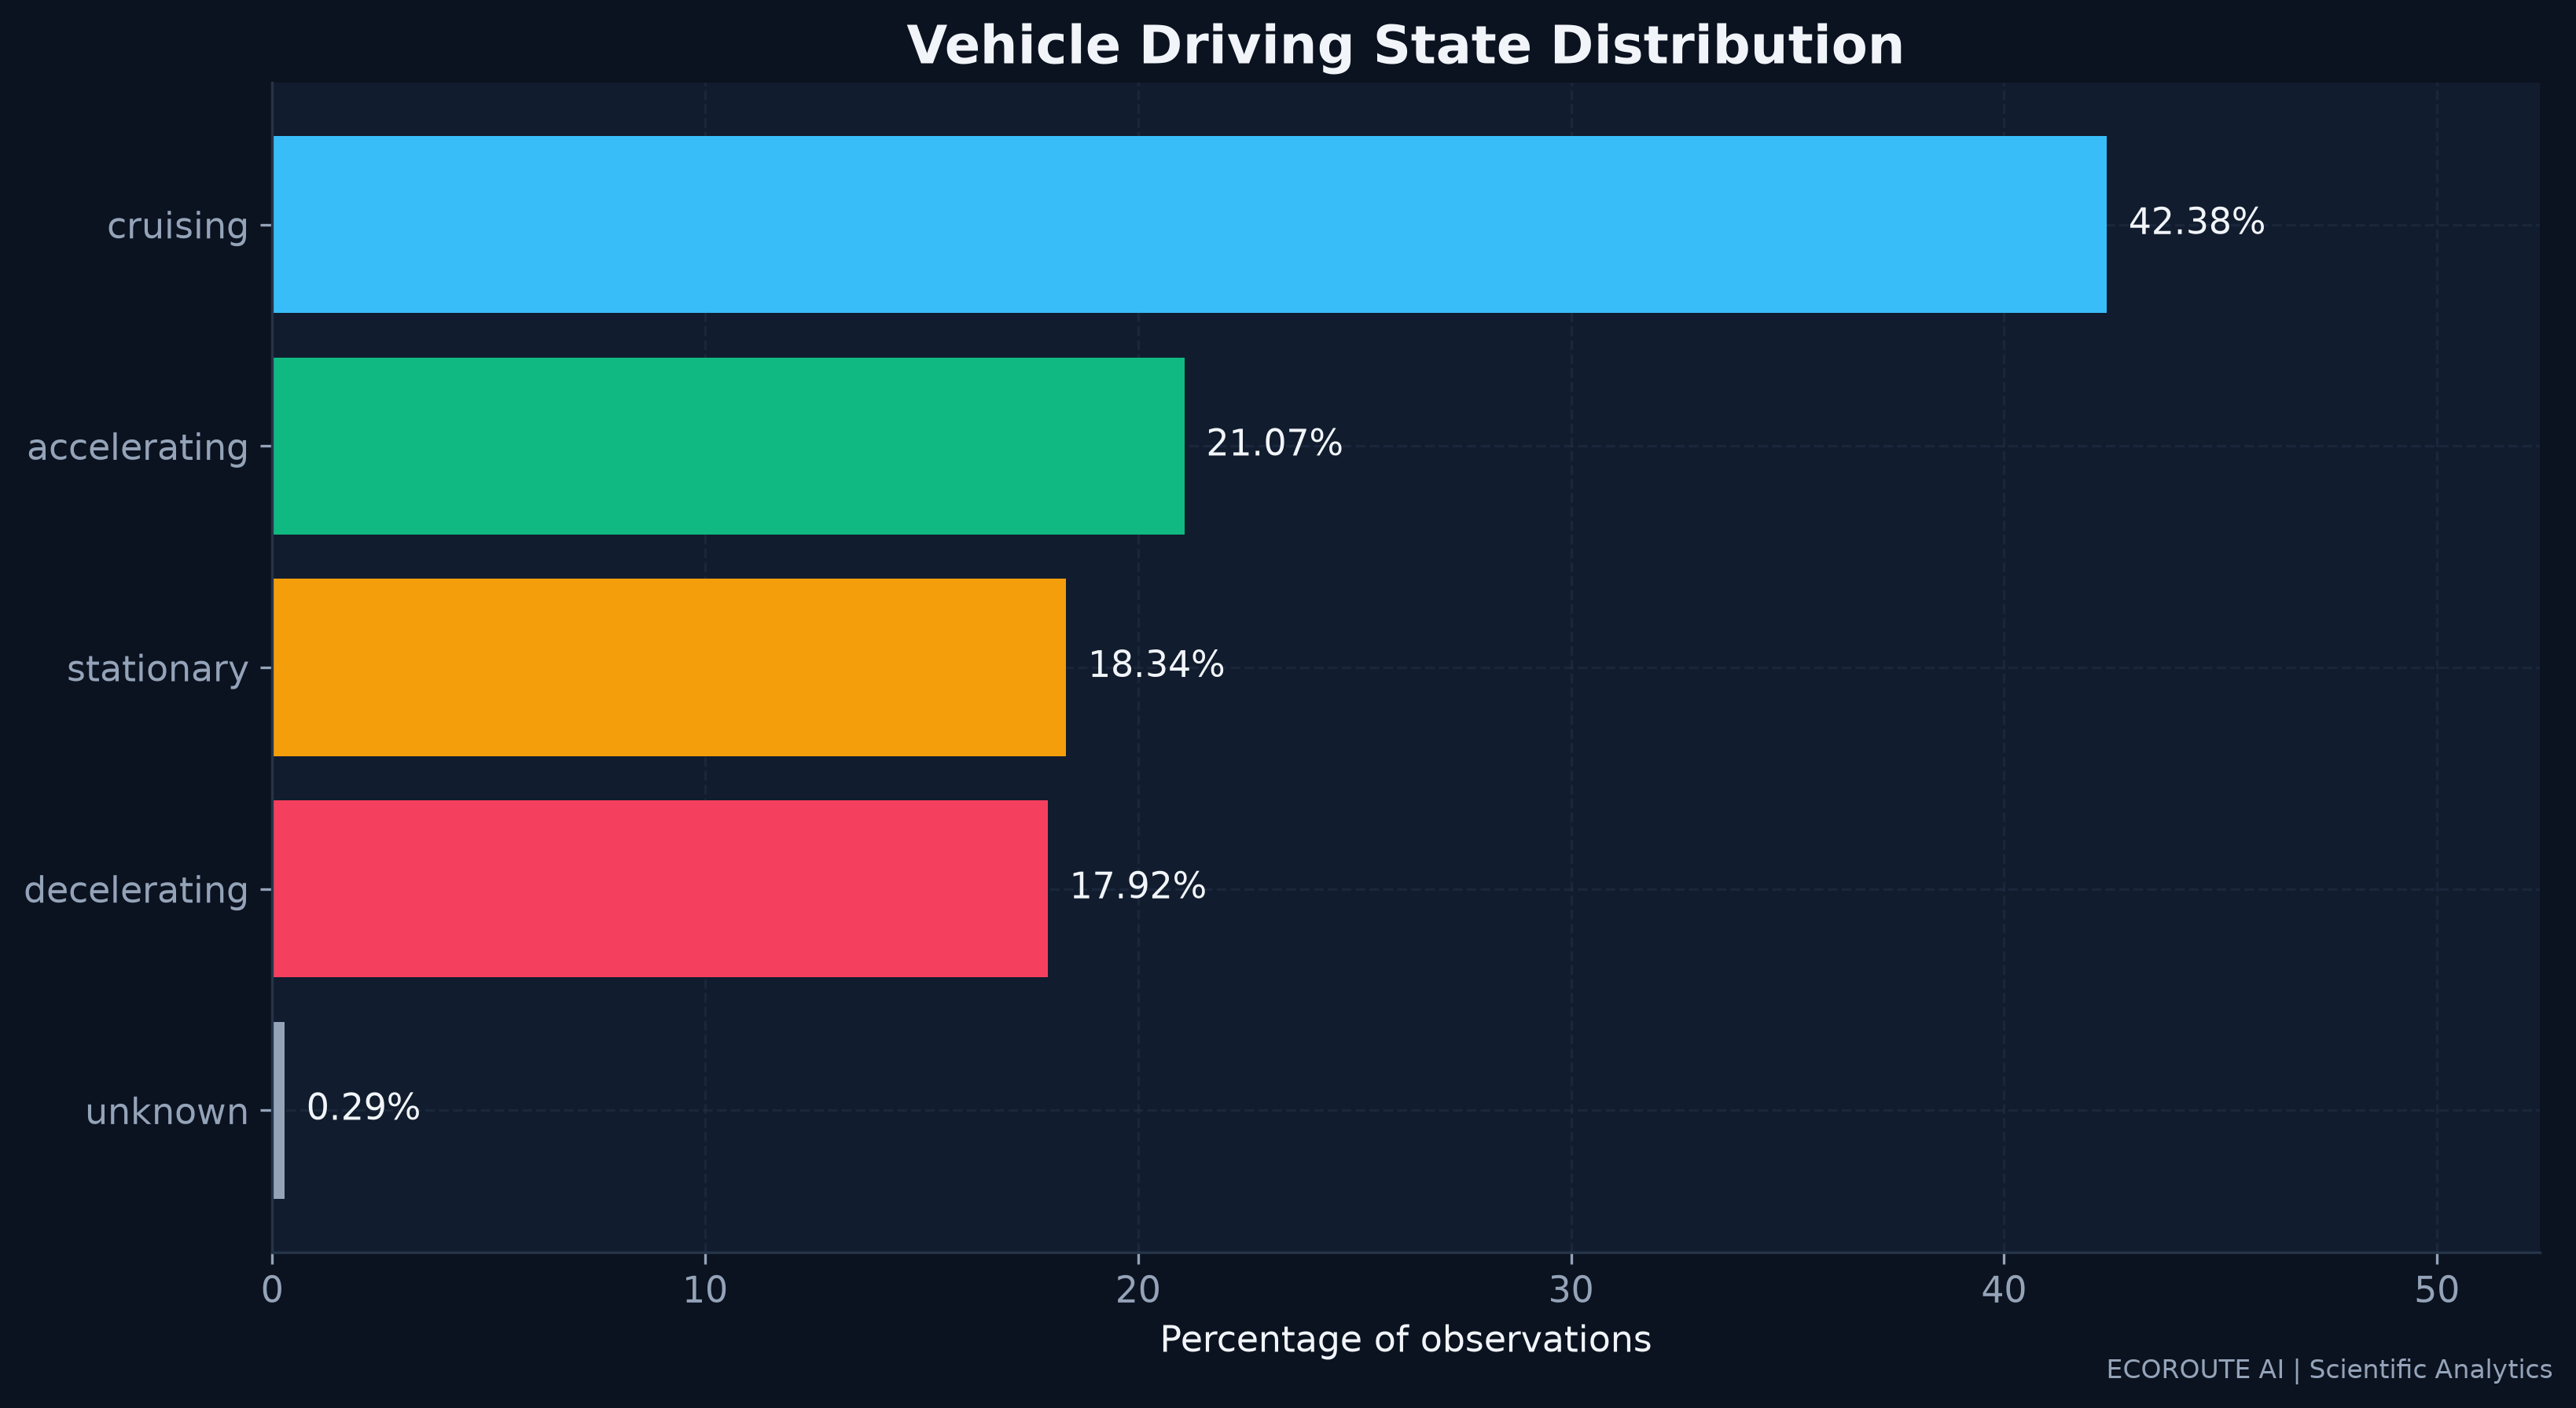 Vehicle Driving State Distribution
cruising
42.38%
accelerating
21.07%
stationary
18.34%
decelerating
17.92%
unknown
0.29%
0 10 20 30 40 50
Percentage of observations
ECOROUTE AI | Scientific Analytics